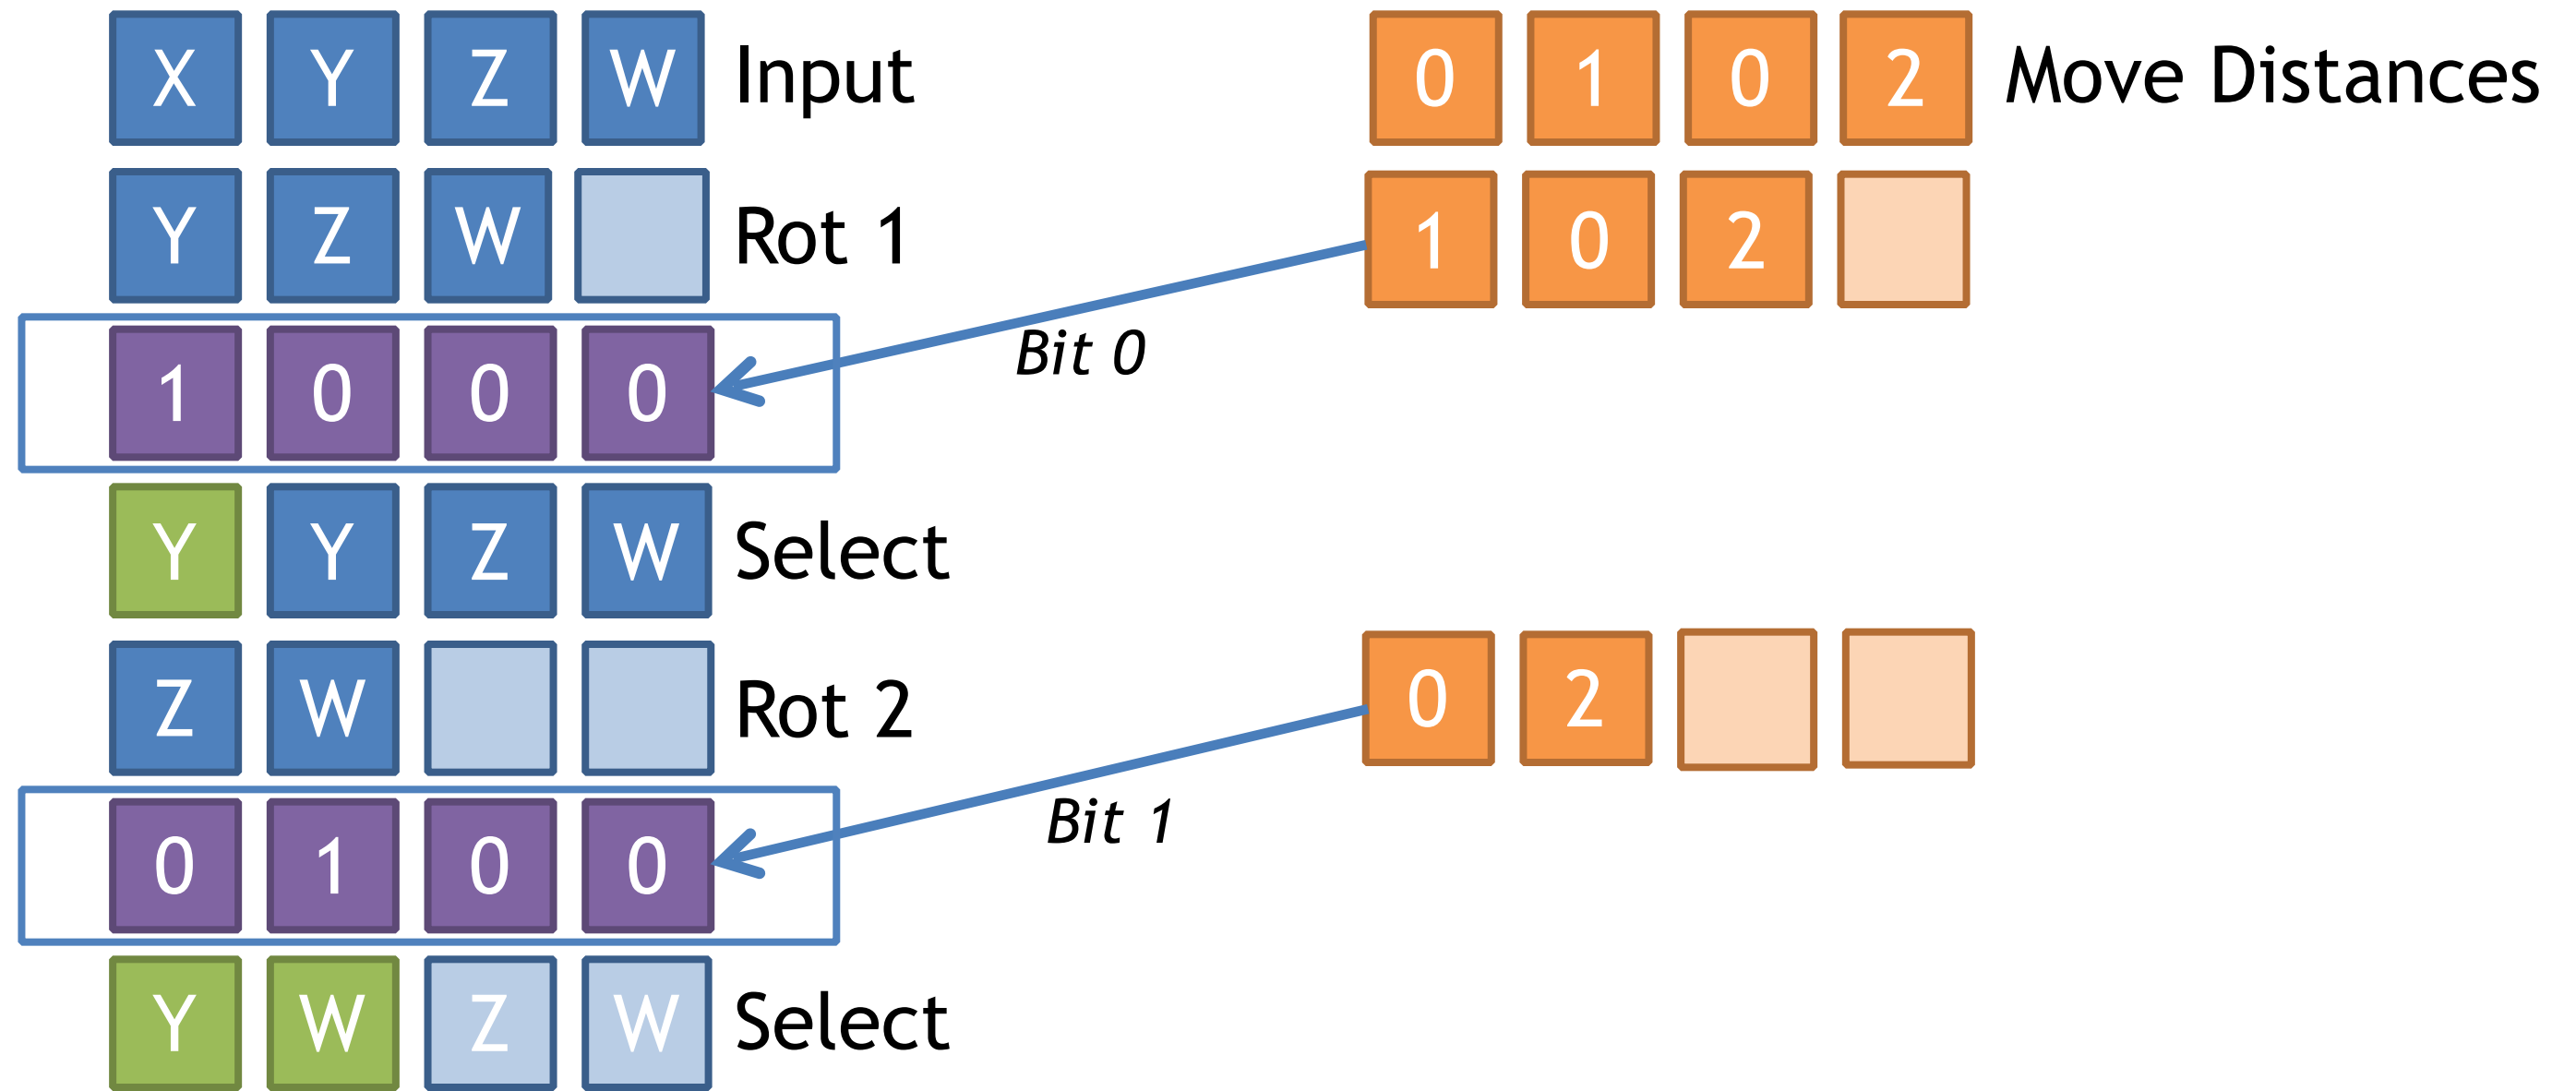 X Y Z W Input 0 1 0 2 Move Distances
Y Z W Rot 1 1 0 2
1 0 0 0 Bit 0
Y Y Z W Select
Z W Rot 2 0 2
0 1 0 0 Bit 1
Y W Z W Select